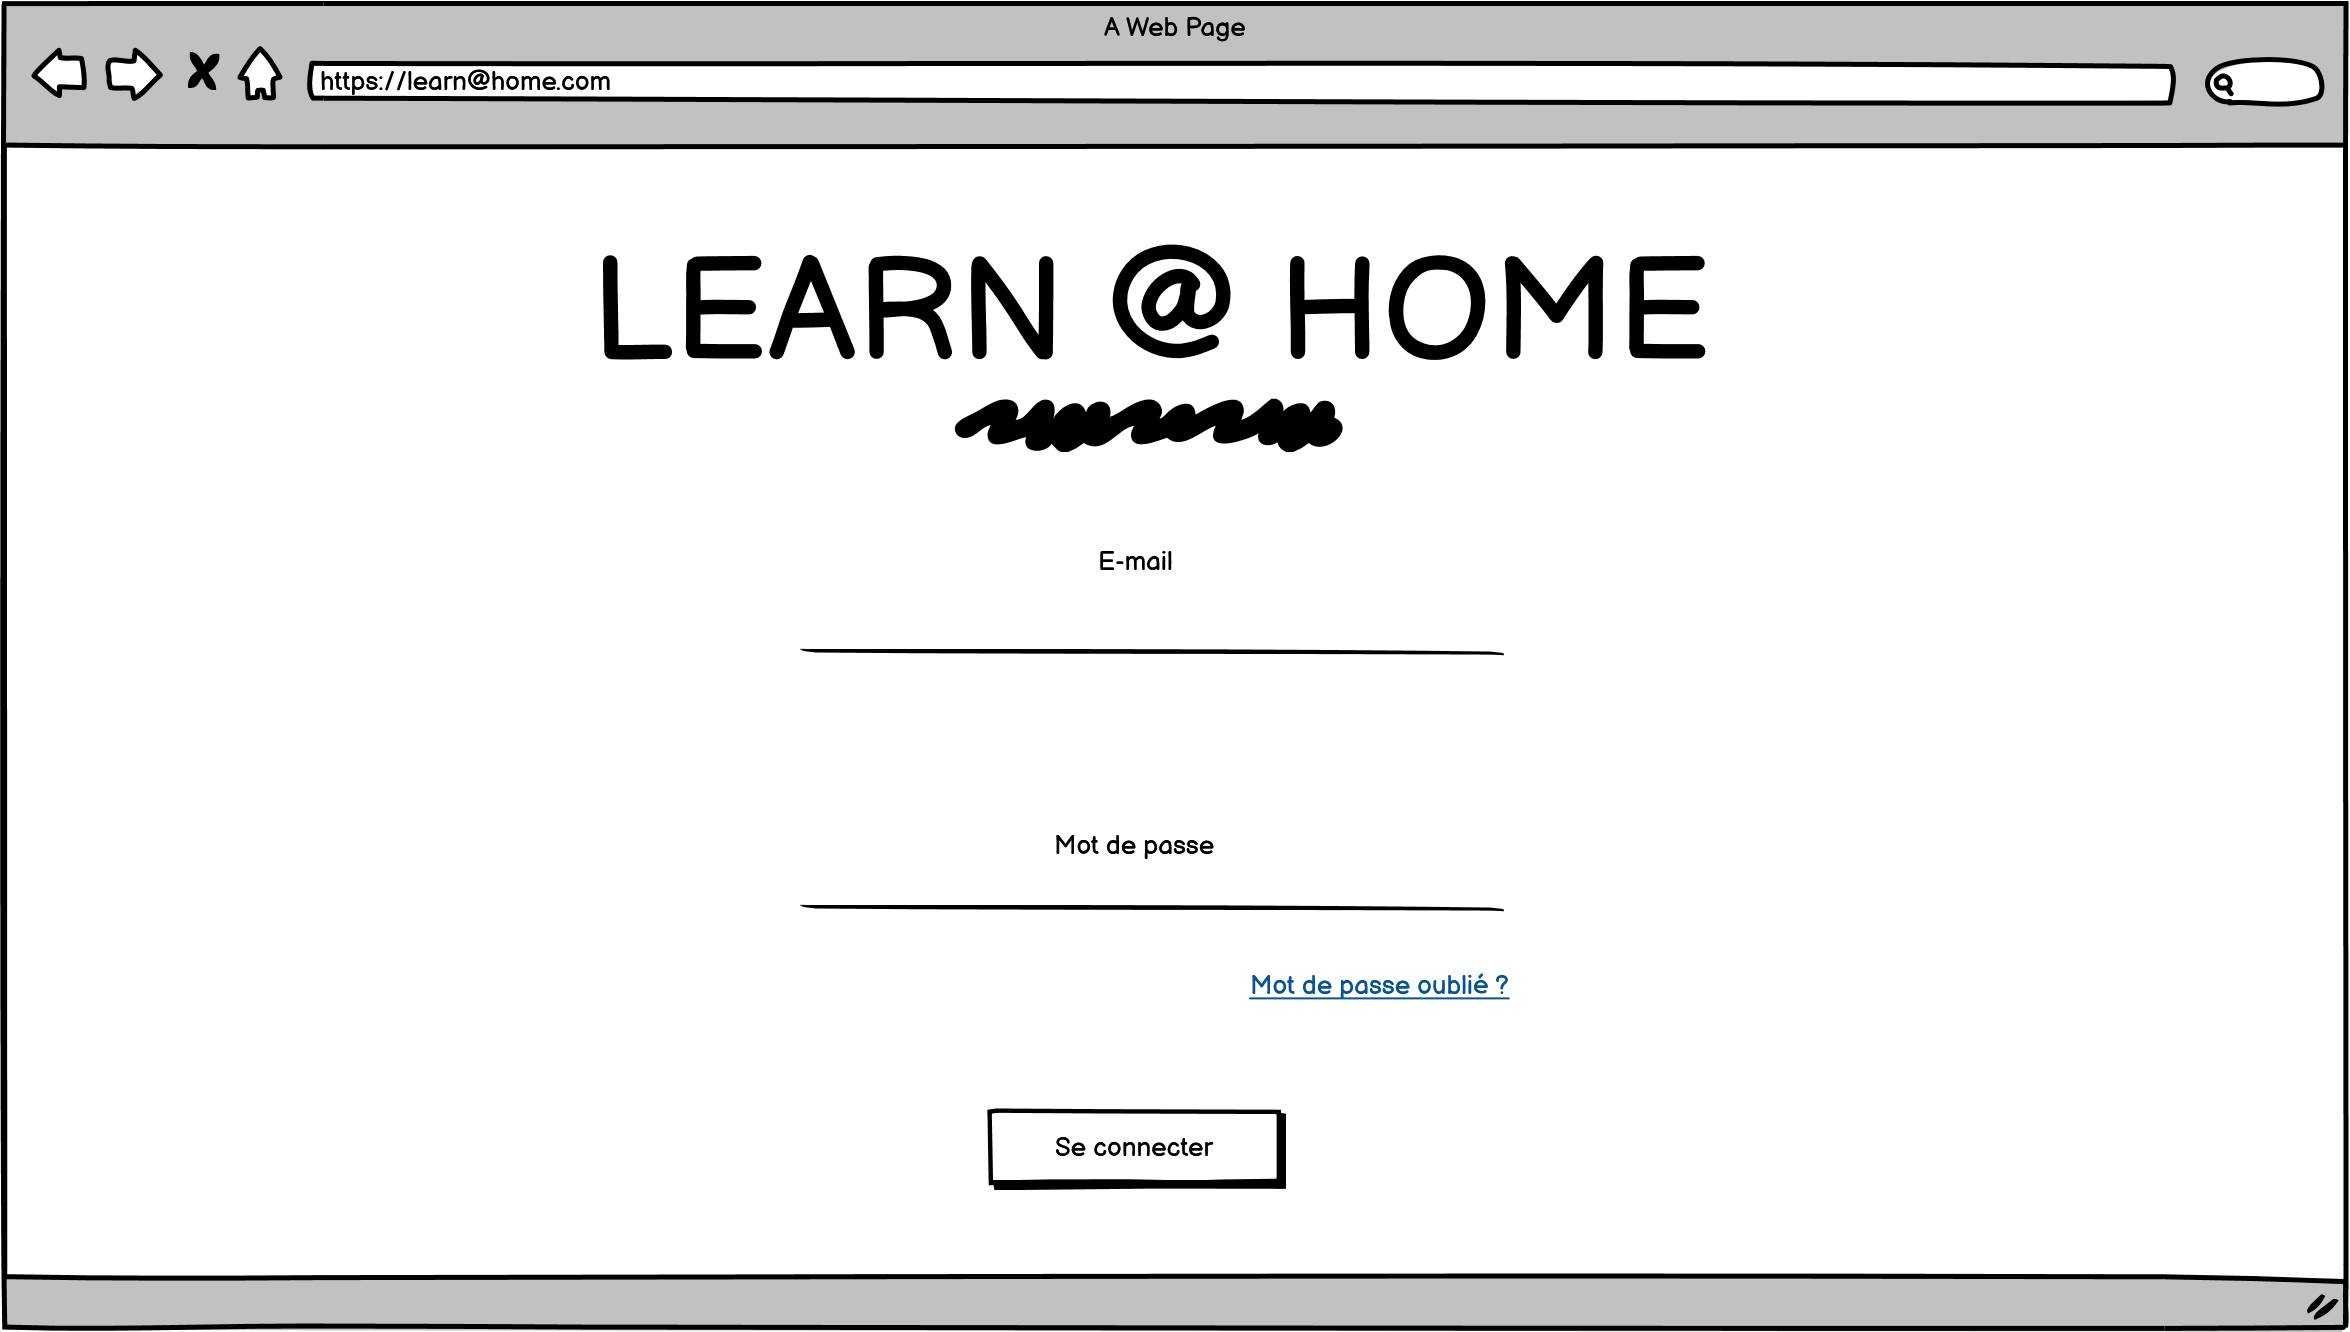 A Web Page
https://learn@home.com
LEARN @ HOME
E-mail
Mot de passe
Mot de passe oublié ?
Se connecter